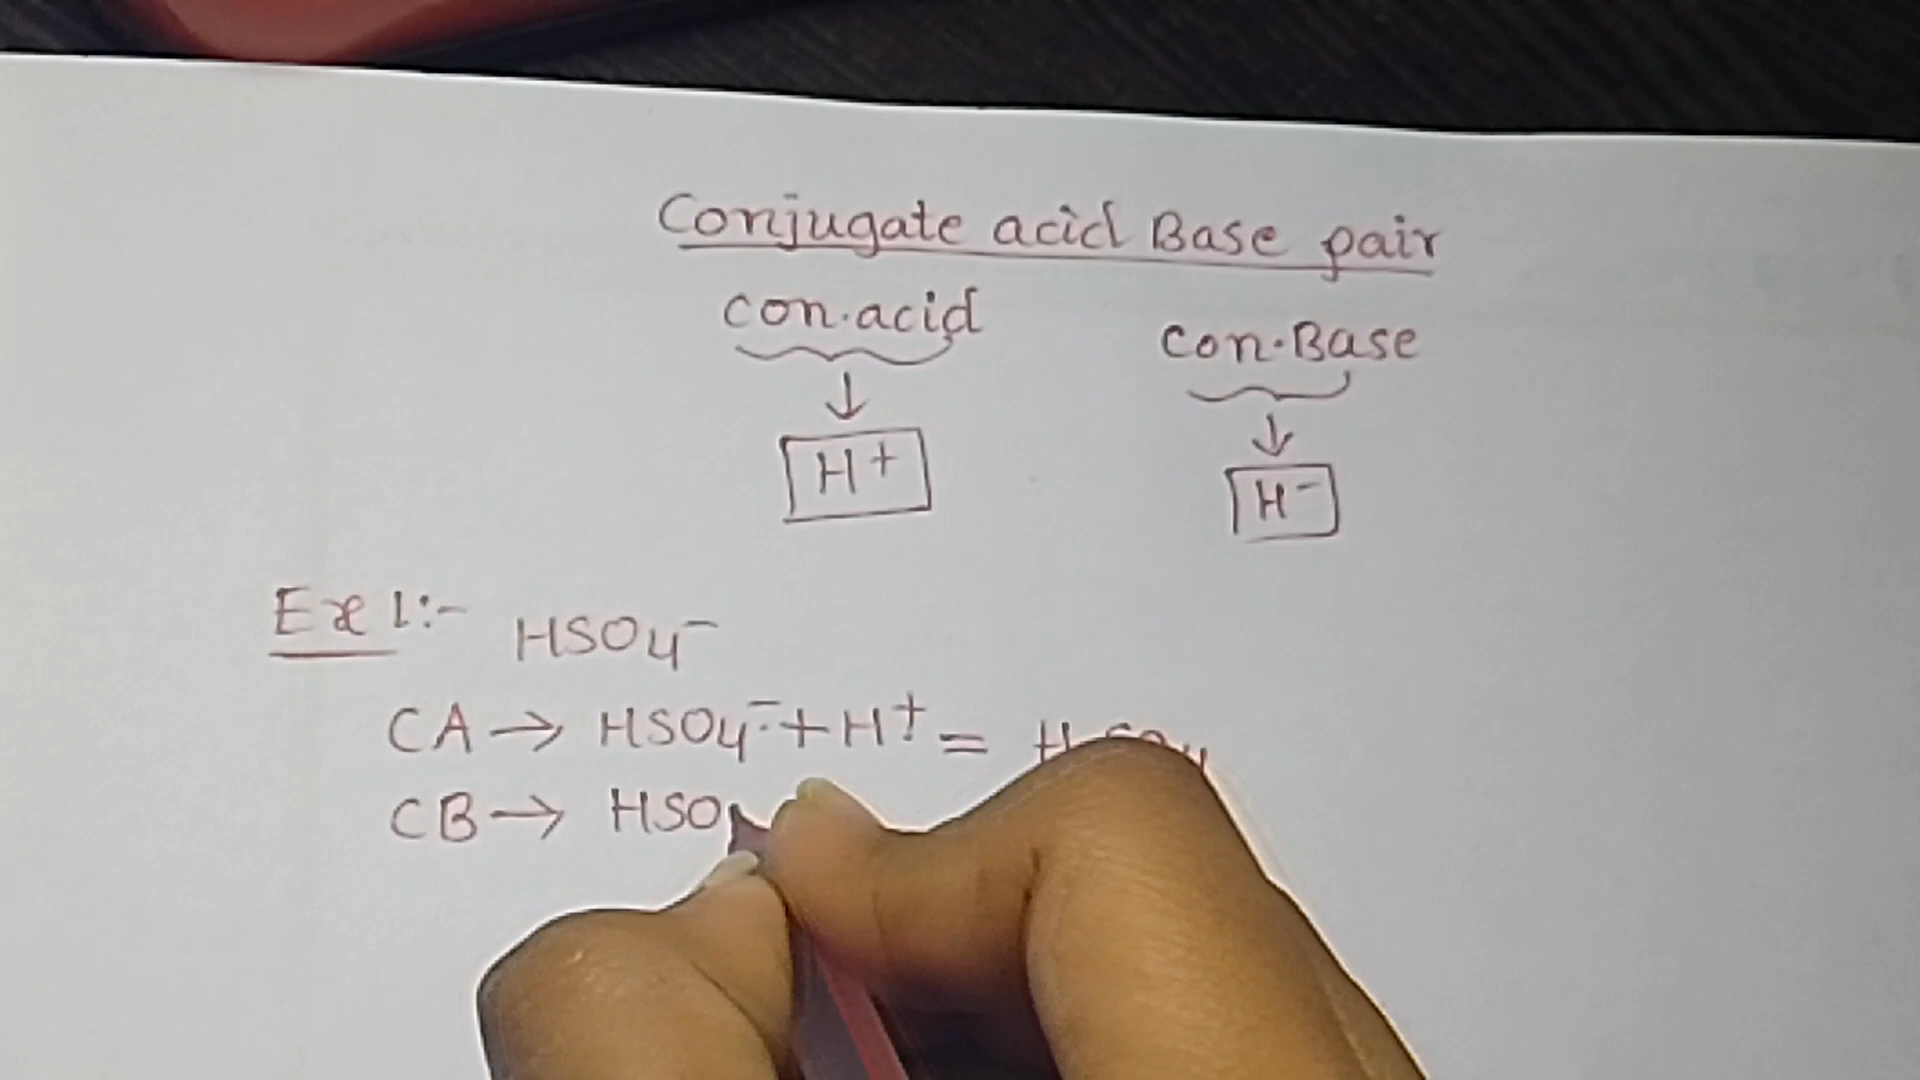 Conjugate acid Base pair
con.acid con.Base
↓ ↓
H+ H-
Ex 1:- HSO4-
CA → HSO4- + H+ =
CB → HSO